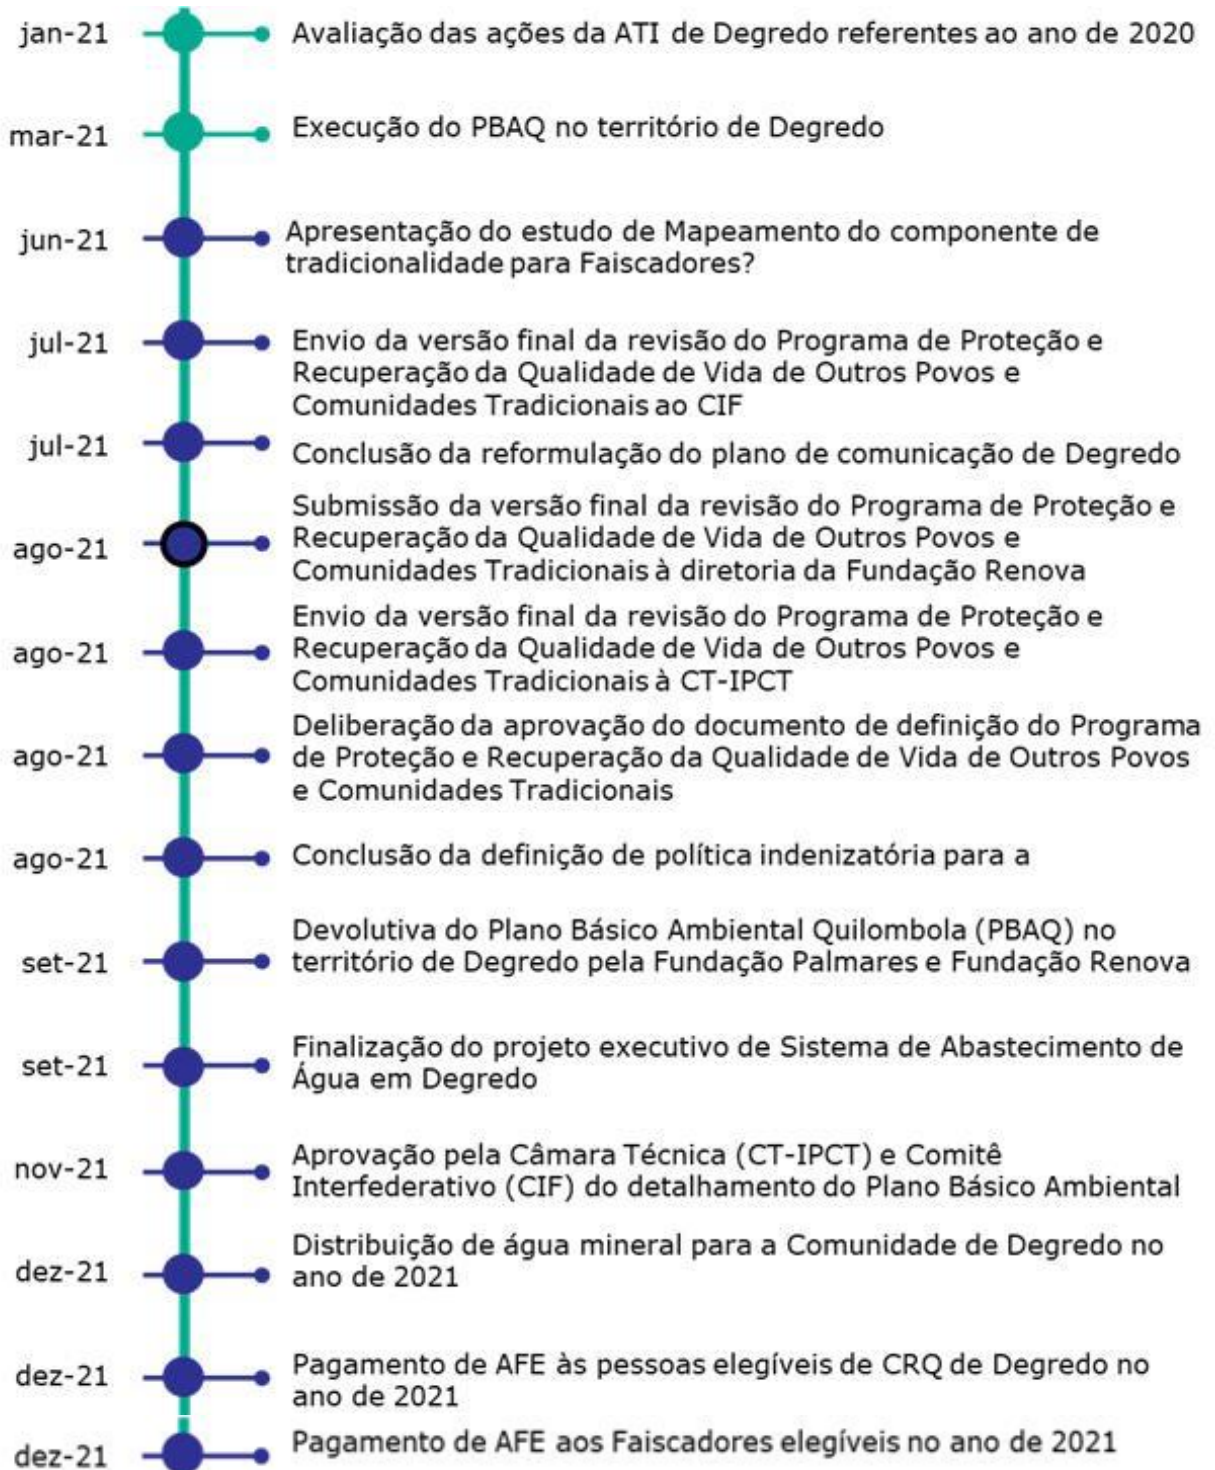 jan-21
Avaliação das ações da ATI de Degredo referentes ao ano de 2020
mar-21
Execução do PBAQ no território de Degredo
jun-21
Apresentação do estudo de Mapeamento do componente de
tradicionalidade para Faiscadores?
jul-21
Envio da versão final da revisão do Programa de Proteção e
Recuperação da Qualidade de Vida de Outros Povos e
Comunidades Tradicionais ao CIF
jul-21
Conclusão da reformulação do plano de comunicação de Degredo
ago-21
Submissão da versão final da revisão do Programa de Proteção e
Recuperação da Qualidade de Vida de Outros Povos e
Comunidades Tradicionais à diretoria da Fundação Renova
ago-21
Envio da versão final da revisão do Programa de Proteção e
Recuperação da Qualidade de Vida de Outros Povos e
Comunidades Tradicionais à CT-IPCT
ago-21
Deliberação da aprovação do documento de definição do Programa
de Proteção e Recuperação da Qualidade de Vida de Outros Povos
e Comunidades Tradicionais
ago-21
Conclusão da definição de política indenizatória para a
set-21
Devolutiva do Plano Básico Ambiental Quilombola (PBAQ) no
território de Degredo pela Fundação Palmares e Fundação Renova
set-21
Finalização do projeto executivo de Sistema de Abastecimento de
Água em Degredo
nov-21
Aprovação pela Câmara Técnica (CT-IPCT) e Comitê
Interfederativo (CIF) do detalhamento do Plano Básico Ambiental
dez-21
Distribuição de água mineral para a Comunidade de Degredo no
ano de 2021
dez-21
Pagamento de AFE às pessoas elegíveis de CRQ de Degredo no
ano de 2021
dez-21
Pagamento de AFE aos Faiscadores elegíveis no ano de 2021